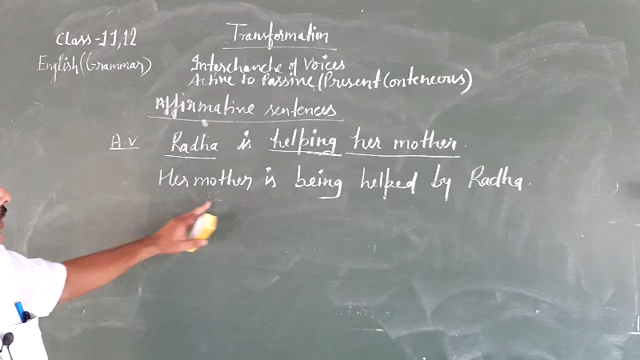 Class-11,12
English (Grammar)
Transformation
Interchange of Voices
Active to Passive (Present Conteneous)
Affirmative sentences
A V Radha is helping her mother.
Her mother is being helped by Radha.